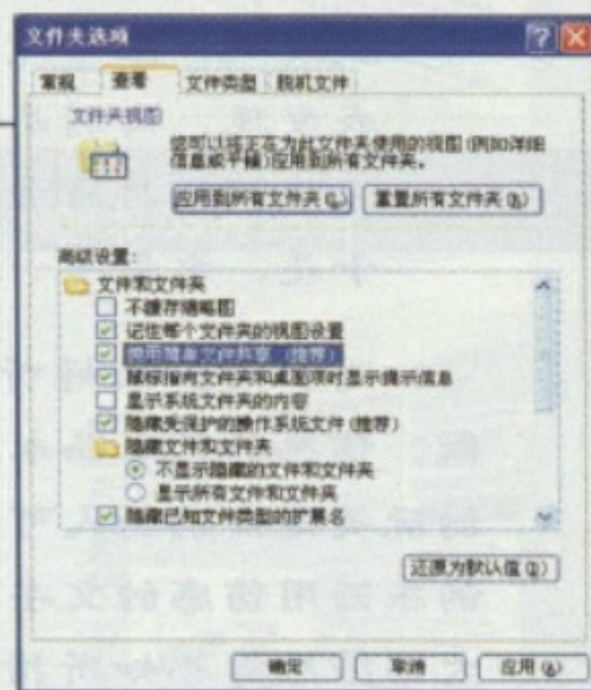 文件夹选项
常规 查看 文件类型 脱机文件
文件夹视图
您可以将正在为此文件夹使用的视图(例如详细
信息或平铺)应用到所有文件夹。
应用到所有文件夹(L) 重置所有文件夹(R)
高级设置:
文件和文件夹
不缓存缩略图
记住每个文件夹的视图设置
使用简单文件共享(推荐)
鼠标指向文件夹和桌面项时显示提示信息
显示系统文件夹的内容
隐藏受保护的操作系统文件(推荐)
隐藏文件和文件夹
不显示隐藏的文件和文件夹
显示所有文件和文件夹
隐藏已知文件类型的扩展名
还原为默认值(D)
确定 取消 应用(A)